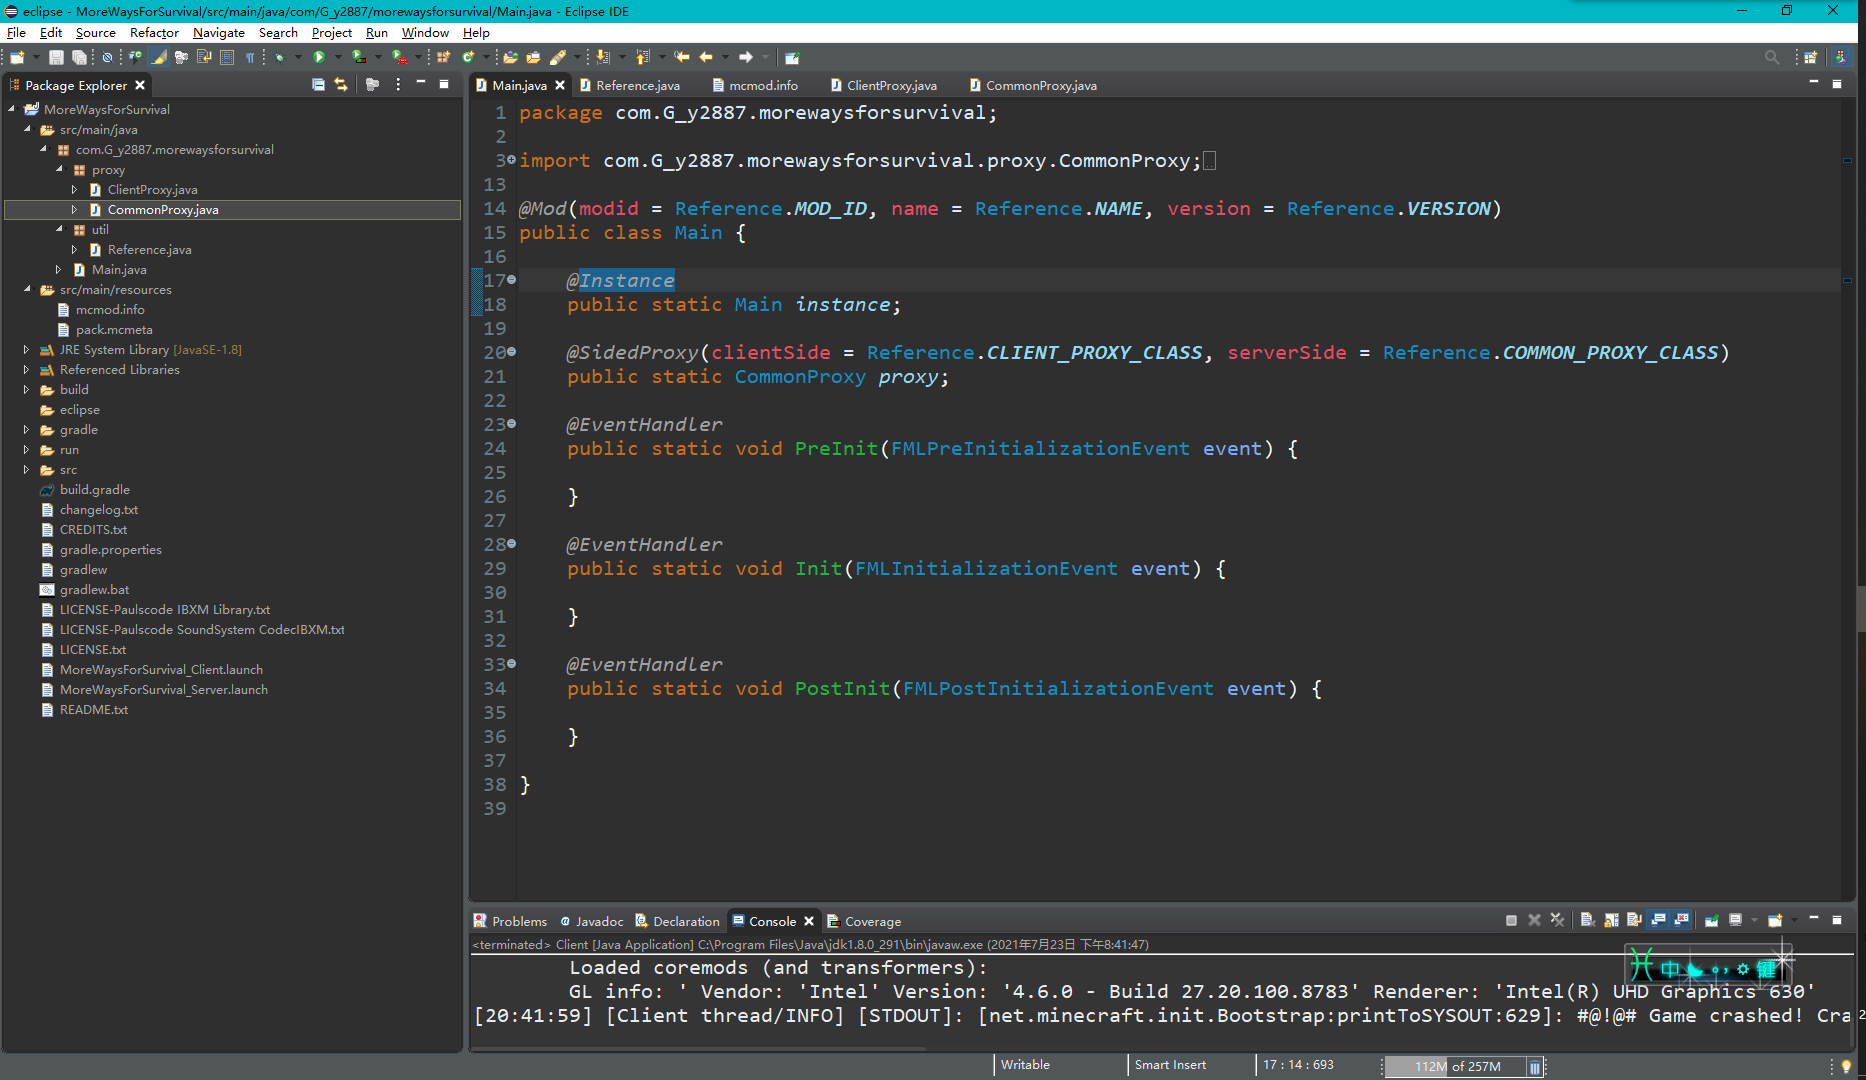 eclipse - MoreWaysForSurvival/src/main/java/com/G_y2887/morewaysforsurvival/Main.java - Eclipse IDE
File Edit Source Refactor Navigate Search Project Run Window Help
Package Explorer
MoreWaysForSurvival
src/main/java
com.G_y2887.morewaysforsurvival
proxy
ClientProxy.java
CommonProxy.java
util
Reference.java
Main.java
src/main/resources
mcmod.info
pack.mcmeta
JRE System Library [JavaSE-1.8]
Referenced Libraries
build
eclipse
gradle
run
src
build.gradle
changelog.txt
CREDITS.txt
gradle.properties
gradlew
gradlew.bat
LICENSE-Paulscode IBXM Library.txt
LICENSE-Paulscode SoundSystem CodecIBXM.txt
LICENSE.txt
MoreWaysForSurvival_Client.launch
MoreWaysForSurvival_Server.launch
README.txt
Main.java Reference.java mcmod.info ClientProxy.java CommonProxy.java
1 package com.G_y2887.morewaysforsurvival;
2
3 import com.G_y2887.morewaysforsurvival.proxy.CommonProxy;
13
14 @Mod(modid = Reference.MOD_ID, name = Reference.NAME, version = Reference.VERSION)
15 public class Main {
16
17 @Instance
18 public static Main instance;
19
20 @SidedProxy(clientSide = Reference.CLIENT_PROXY_CLASS, serverSide = Reference.COMMON_PROXY_CLASS)
21 public static CommonProxy proxy;
22
23 @EventHandler
24 public static void PreInit(FMLPreInitializationEvent event) {
25
26 }
27
28 @EventHandler
29 public static void Init(FMLInitializationEvent event) {
30
31 }
32
33 @EventHandler
34 public static void PostInit(FMLPostInitializationEvent event) {
35
36 }
37
38 }
39
Problems Javadoc Declaration Console Coverage
<terminated> Client [Java Application] C:\Program Files\Java\jdk1.8.0_291\bin\javaw.exe (2021年7月23日 下午8:41:47)
Loaded coremods (and transformers):
GL info: ' Vendor: 'Intel' Version: '4.6.0 - Build 27.20.100.8783' Renderer: 'Intel(R) UHD Graphics 630'
[20:41:59] [Client thread/INFO] [STDOUT]: [net.minecraft.init.Bootstrap:printToSYSOUT:629]: #@!@# Game crashed! Cra
中 键
Writable Smart Insert 17 : 14 : 693 112M of 257M